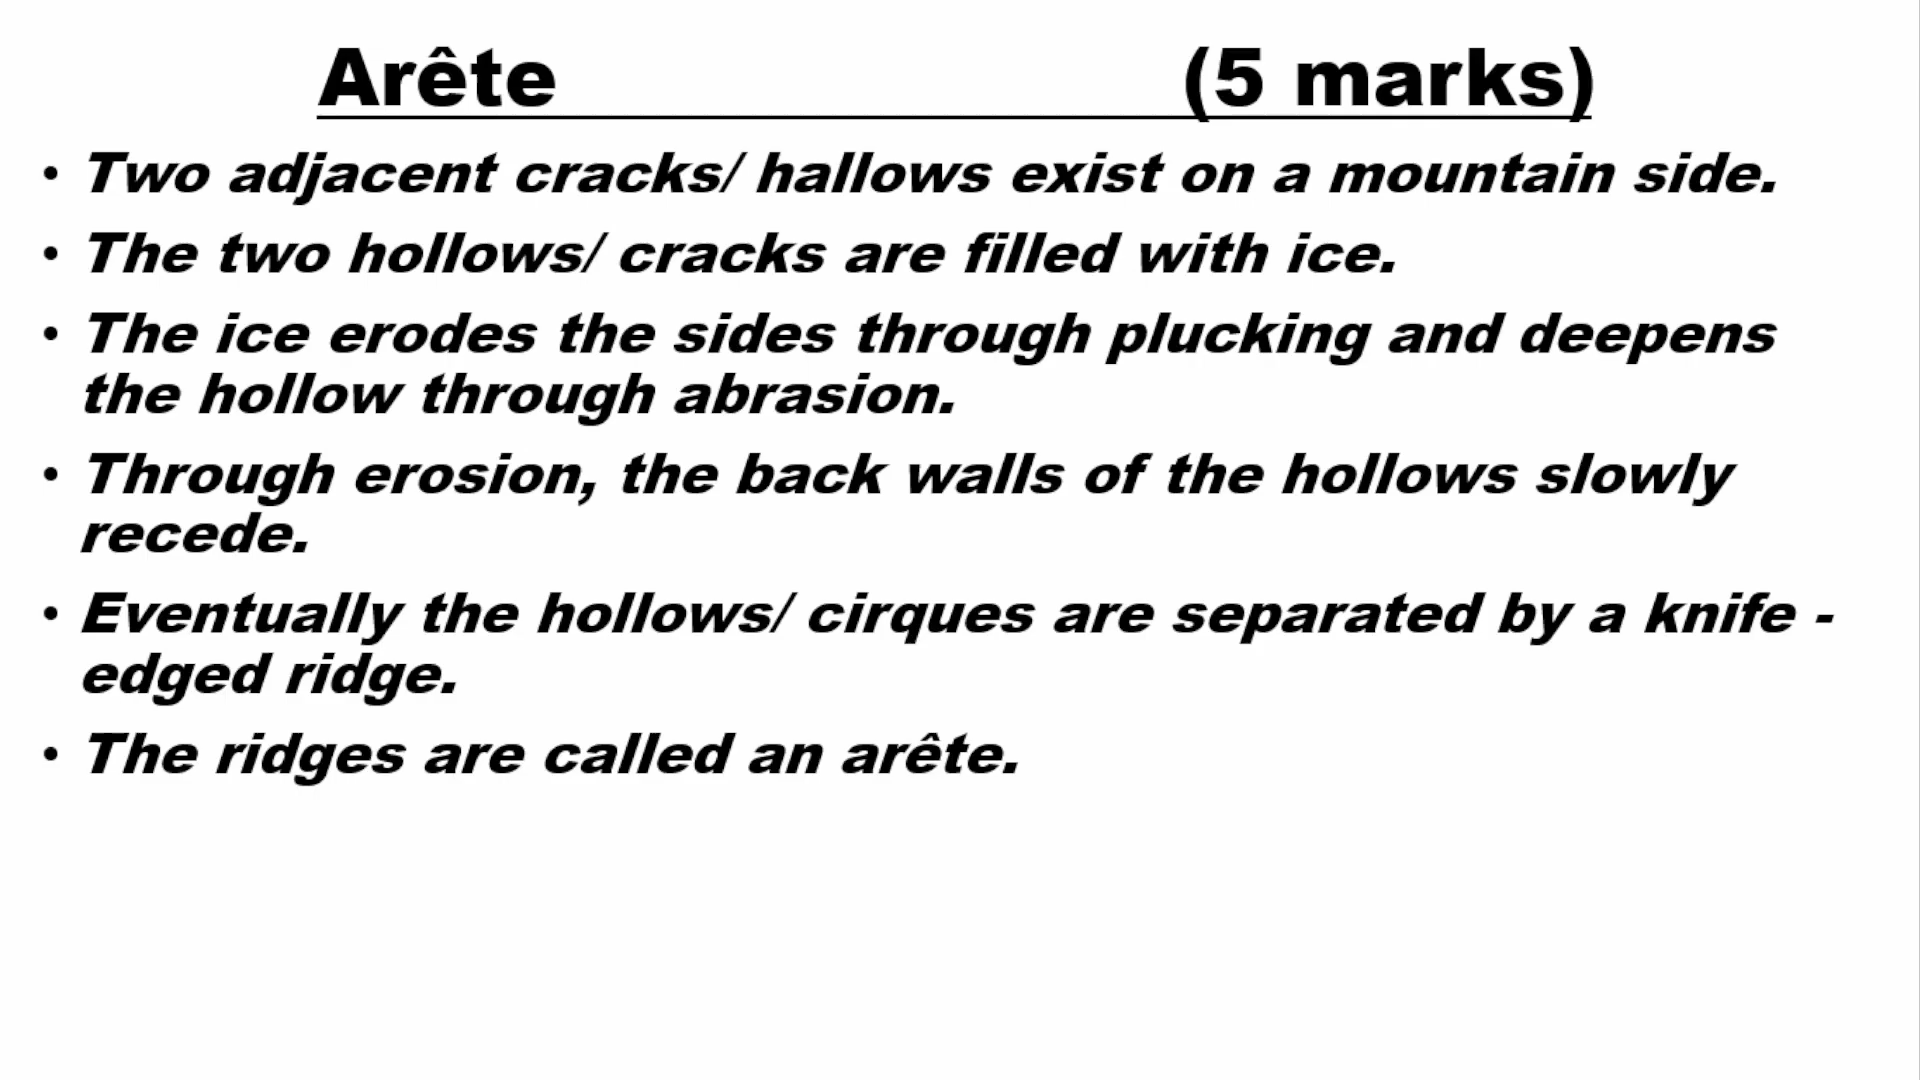 Arête (5 marks)
• Two adjacent cracks/ hallows exist on a mountain side.
• The two hollows/ cracks are filled with ice.
• The ice erodes the sides through plucking and deepens
the hollow through abrasion.
• Through erosion, the back walls of the hollows slowly
recede.
• Eventually the hollows/ cirques are separated by a knife -
edged ridge.
• The ridges are called an arête.